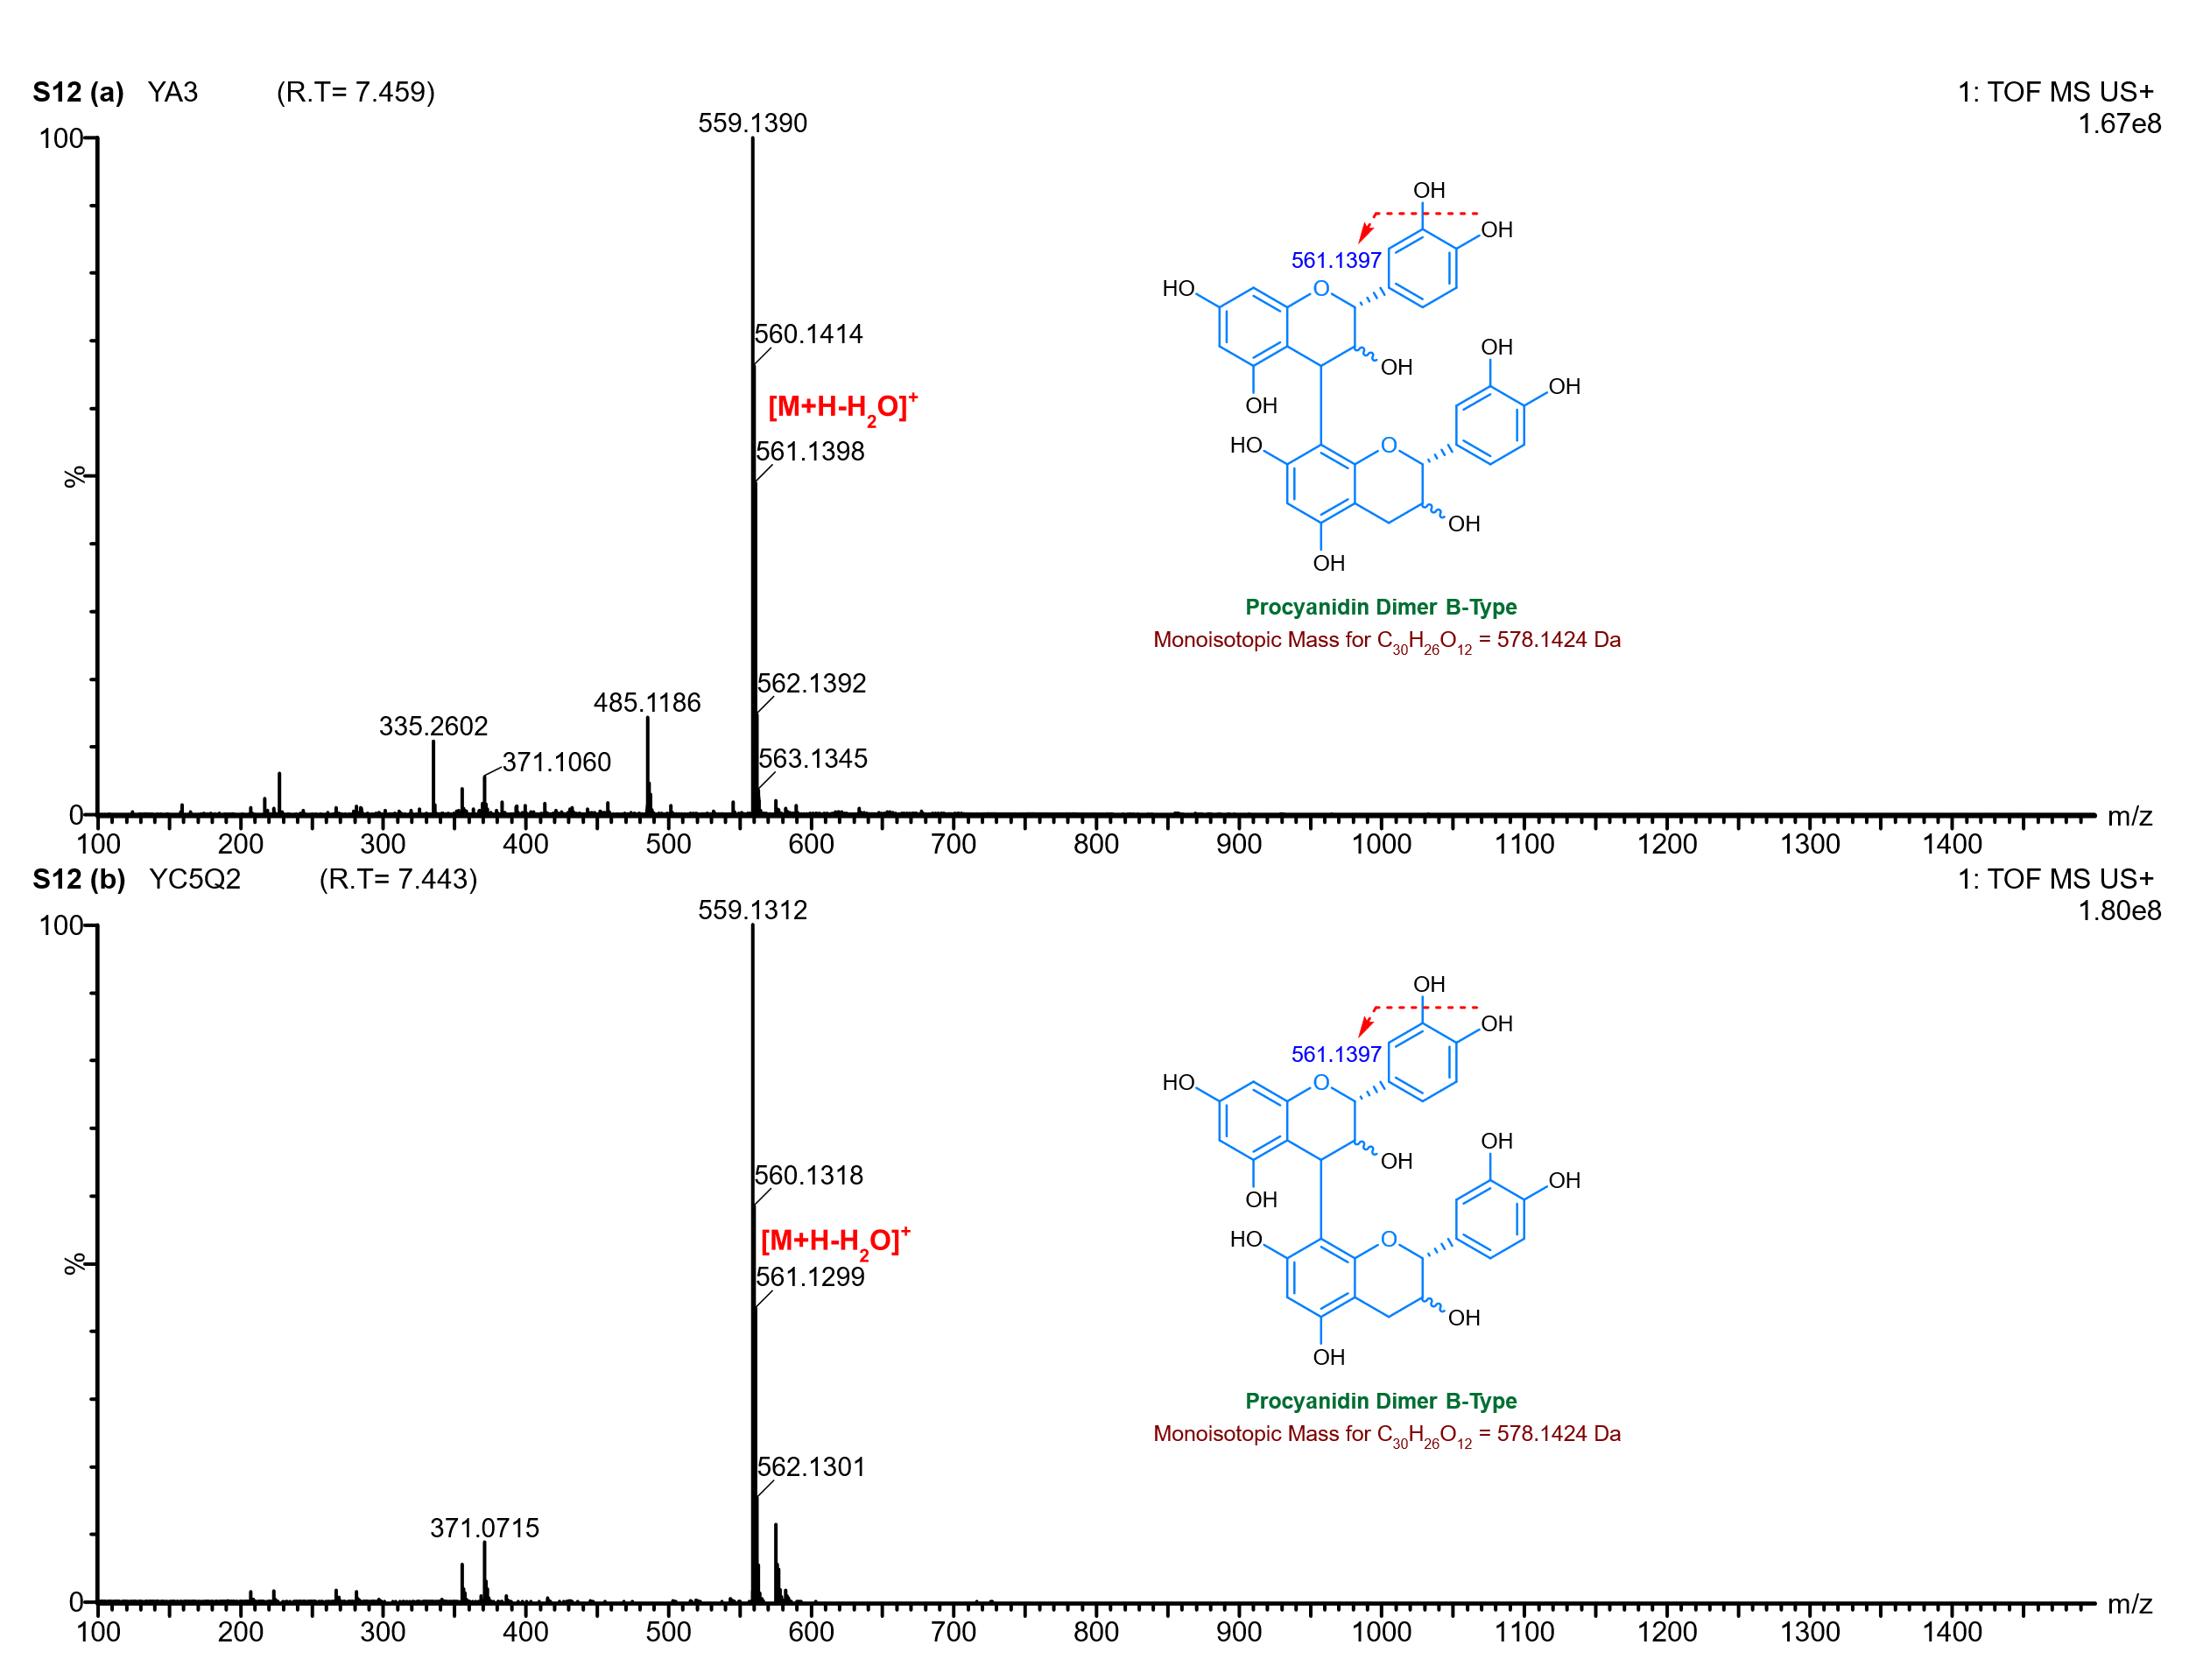 S12 (a) YA3 (R.T= 7.459) 1: TOF MS US+
1.67e8
559.1390
100
560.1414
[M+H-H₂O]⁺
561.1398
%
562.1392
485.1186
335.2602
371.1060
563.1345
0
m/z
100 200 300 400 500 600 700 800 900 1000 1100 1200 1300 1400
OH
OH
561.1397
HO
O
OH
OH
OH
OH
HO
O
OH
OH
Procyanidin Dimer B-Type
Monoisotopic Mass for C₃₀H₂₆O₁₂ = 578.1424 Da
S12 (b) YC5Q2 (R.T= 7.443) 1: TOF MS US+
1.80e8
559.1312
100
560.1318
[M+H-H₂O]⁺
561.1299
%
562.1301
371.0715
0
m/z
100 200 300 400 500 600 700 800 900 1000 1100 1200 1300 1400
OH
OH
561.1397
HO
O
OH
OH
OH
OH
HO
O
OH
OH
Procyanidin Dimer B-Type
Monoisotopic Mass for C₃₀H₂₆O₁₂ = 578.1424 Da